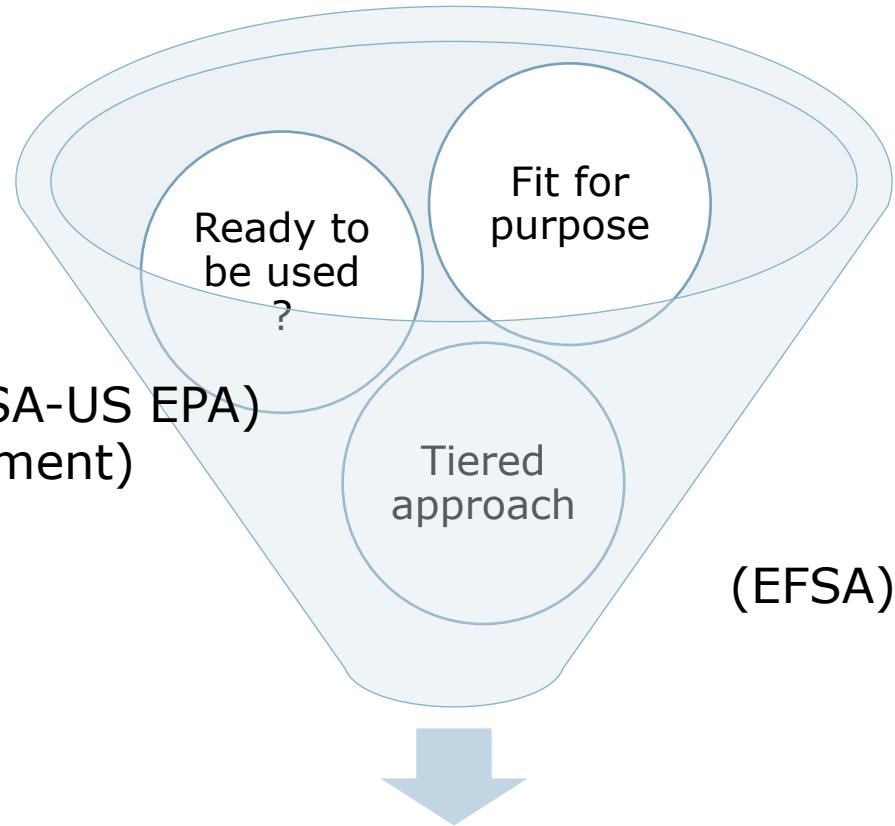 Fit for
purpose
Ready to
be used
?
SA-US EPA)
ment)
Tiered
approach
(EFSA)